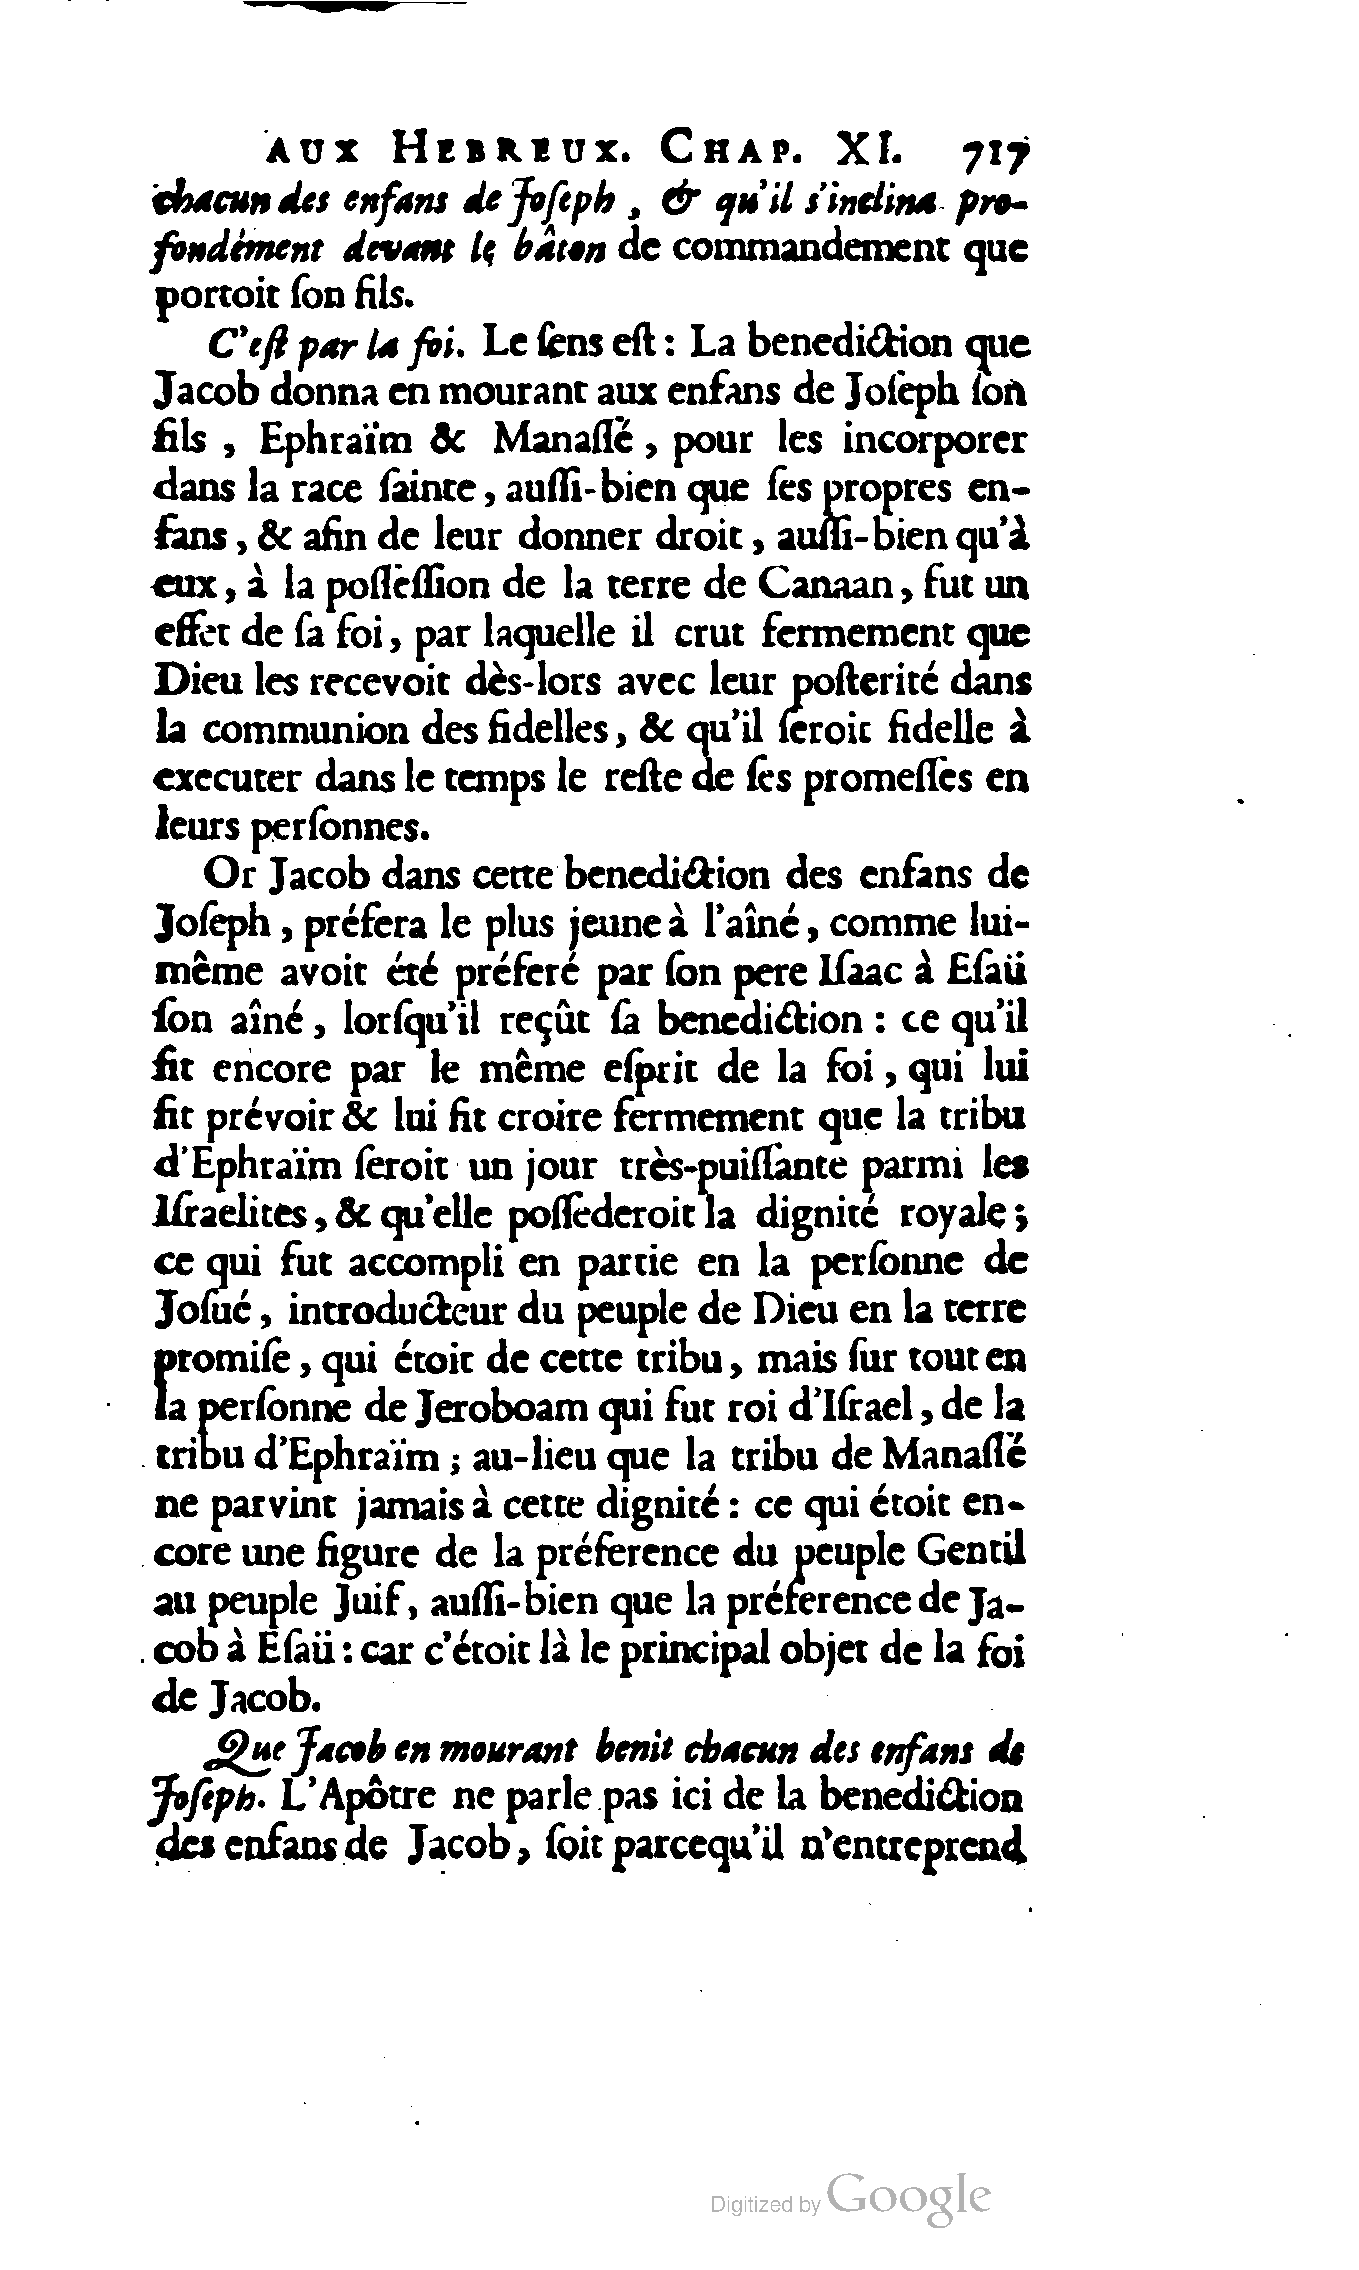 AUX HEBREUX. CHAP. XI. 717
chacun des enfans de Joſeph, & qu'il s'inclina pro-
fondément devant le bâton de commandement que
portoit ſon fils.
C'eſt par la foi. Le ſens eſt : La benediction que
Jacob donna en mourant aux enfans de Joſeph ſon
fils, Ephraïm & Manaſſé, pour les incorporer
dans la race ſainte, auſſi-bien que ſes propres en-
fans, & afin de leur donner droit, auſſi-bien qu'à
eux, à la poſſeſſion de la terre de Canaan, fut un
effet de ſa foi, par laquelle il crut fermement que
Dieu les recevoit dès-lors avec leur poſterité dans
la communion des fidelles, & qu'il ſeroit fidelle à
executer dans le temps le reſte de ſes promeſſes en
leurs perſonnes.
Or Jacob dans cette benediction des enfans de
Joſeph, préfera le plus jeune à l'aîné, comme lui-
même avoit été préferé par ſon pere Iſaac à Eſaü
ſon aîné, lorſqu'il reçût ſa benediction : ce qu'il
fit encore par le même eſprit de la foi, qui lui
fit prévoir & lui fit croire fermement que la tribu
d'Ephraïm ſeroit un jour très-puiſſante parmi les
Iſraelites, & qu'elle poſſederoit la dignité royale ;
ce qui fut accompli en partie en la perſonne de
Joſué, introducteur du peuple de Dieu en la terre
promiſe, qui étoit de cette tribu, mais ſur tout en
la perſonne de Jeroboam qui fut roi d'Iſrael, de la
tribu d'Ephraïm ; au-lieu que la tribu de Manaſſé
ne parvint jamais à cette dignité : ce qui étoit en-
core une figure de la préference du peuple Gentil
au peuple Juif, auſſi-bien que la préference de Ja-
cob à Eſaü : car c'étoit là le principal objet de la foi
de Jacob.
Que Jacob en mourant benit chacun des enfans de
Joſeph. L'Apôtre ne parle pas ici de la benediction
des enfans de Jacob, ſoit parcequ'il n'entreprend
Digitized by Google